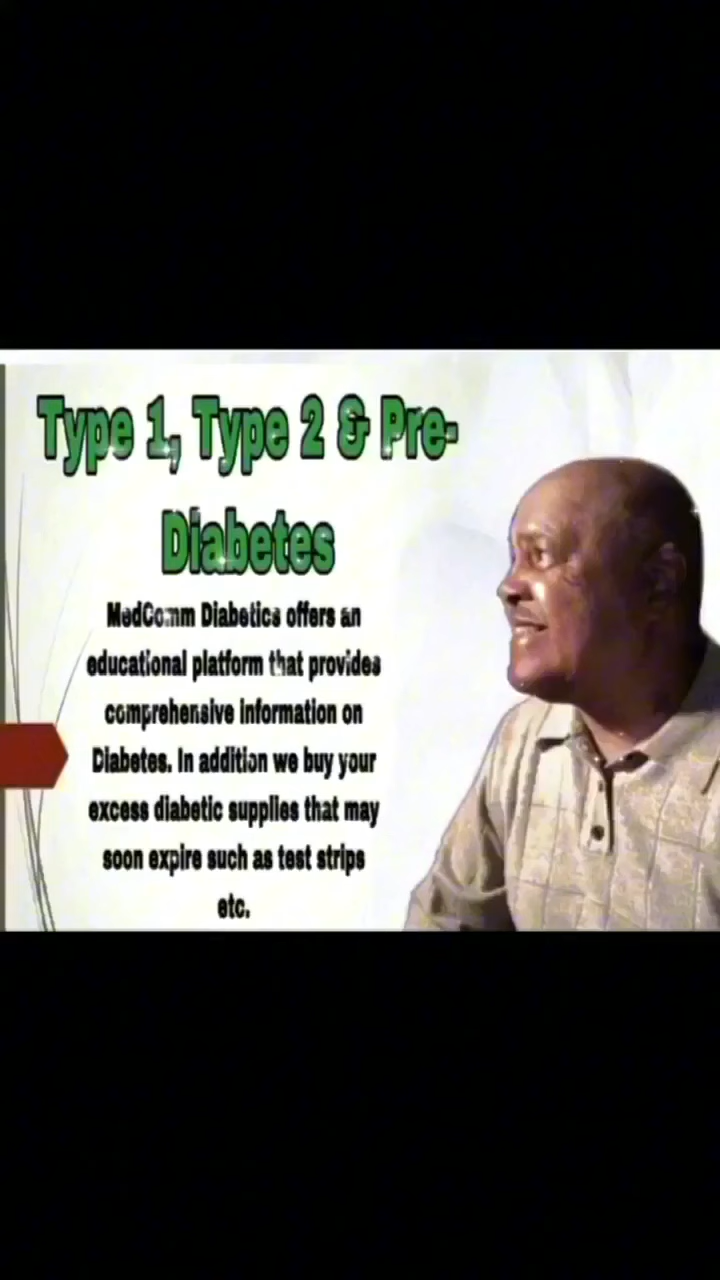 Type 1, Type 2 & Pre-
Diabetes
MedComm Diabetics offers an
educational platform that provides
comprehensive information on
Diabetes. In addition we buy your
excess diabetic supplies that may
soon expire such as test strips
etc.